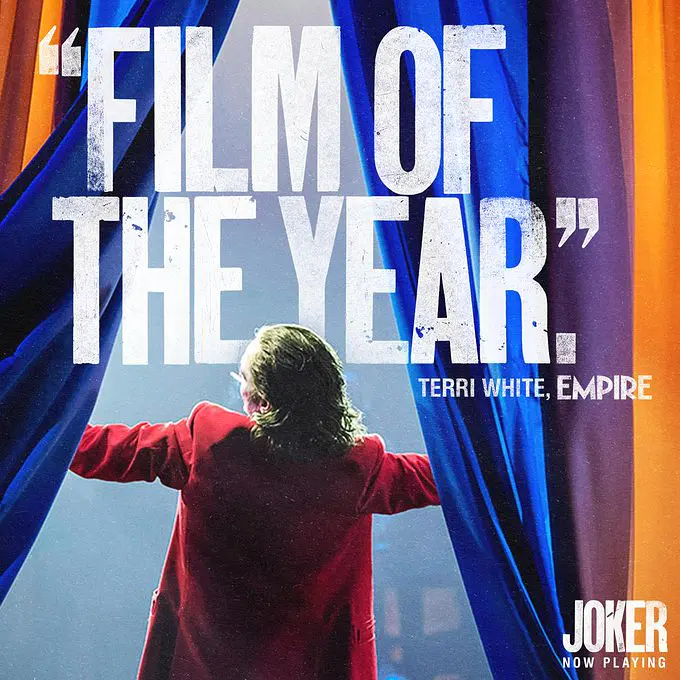 “FILM OF
THE YEAR.”
TERRI WHITE, EMPIRE
JOKER
NOW PLAYING